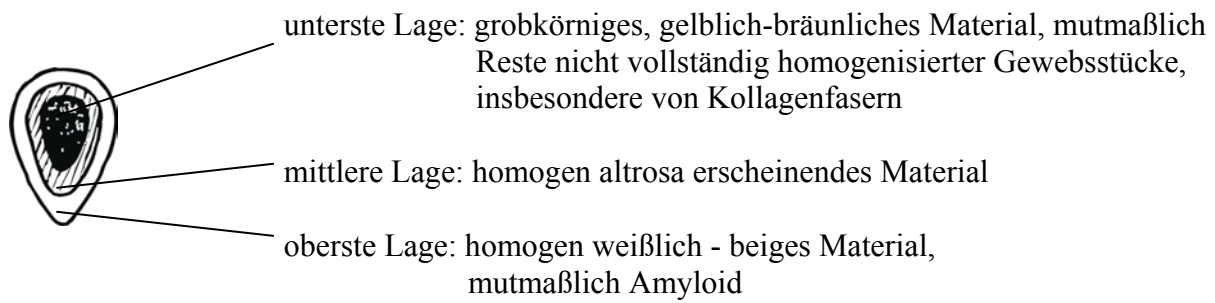 unterste Lage: grobkörniges, gelblich-bräunliches Material, mutmaßlich
Reste nicht vollständig homogenisierter Gewebsstücke,
insbesondere von Kollagenfasern
mittlere Lage: homogen altrosa erscheinendes Material
oberste Lage: homogen weißlich - beiges Material,
mutmaßlich Amyloid